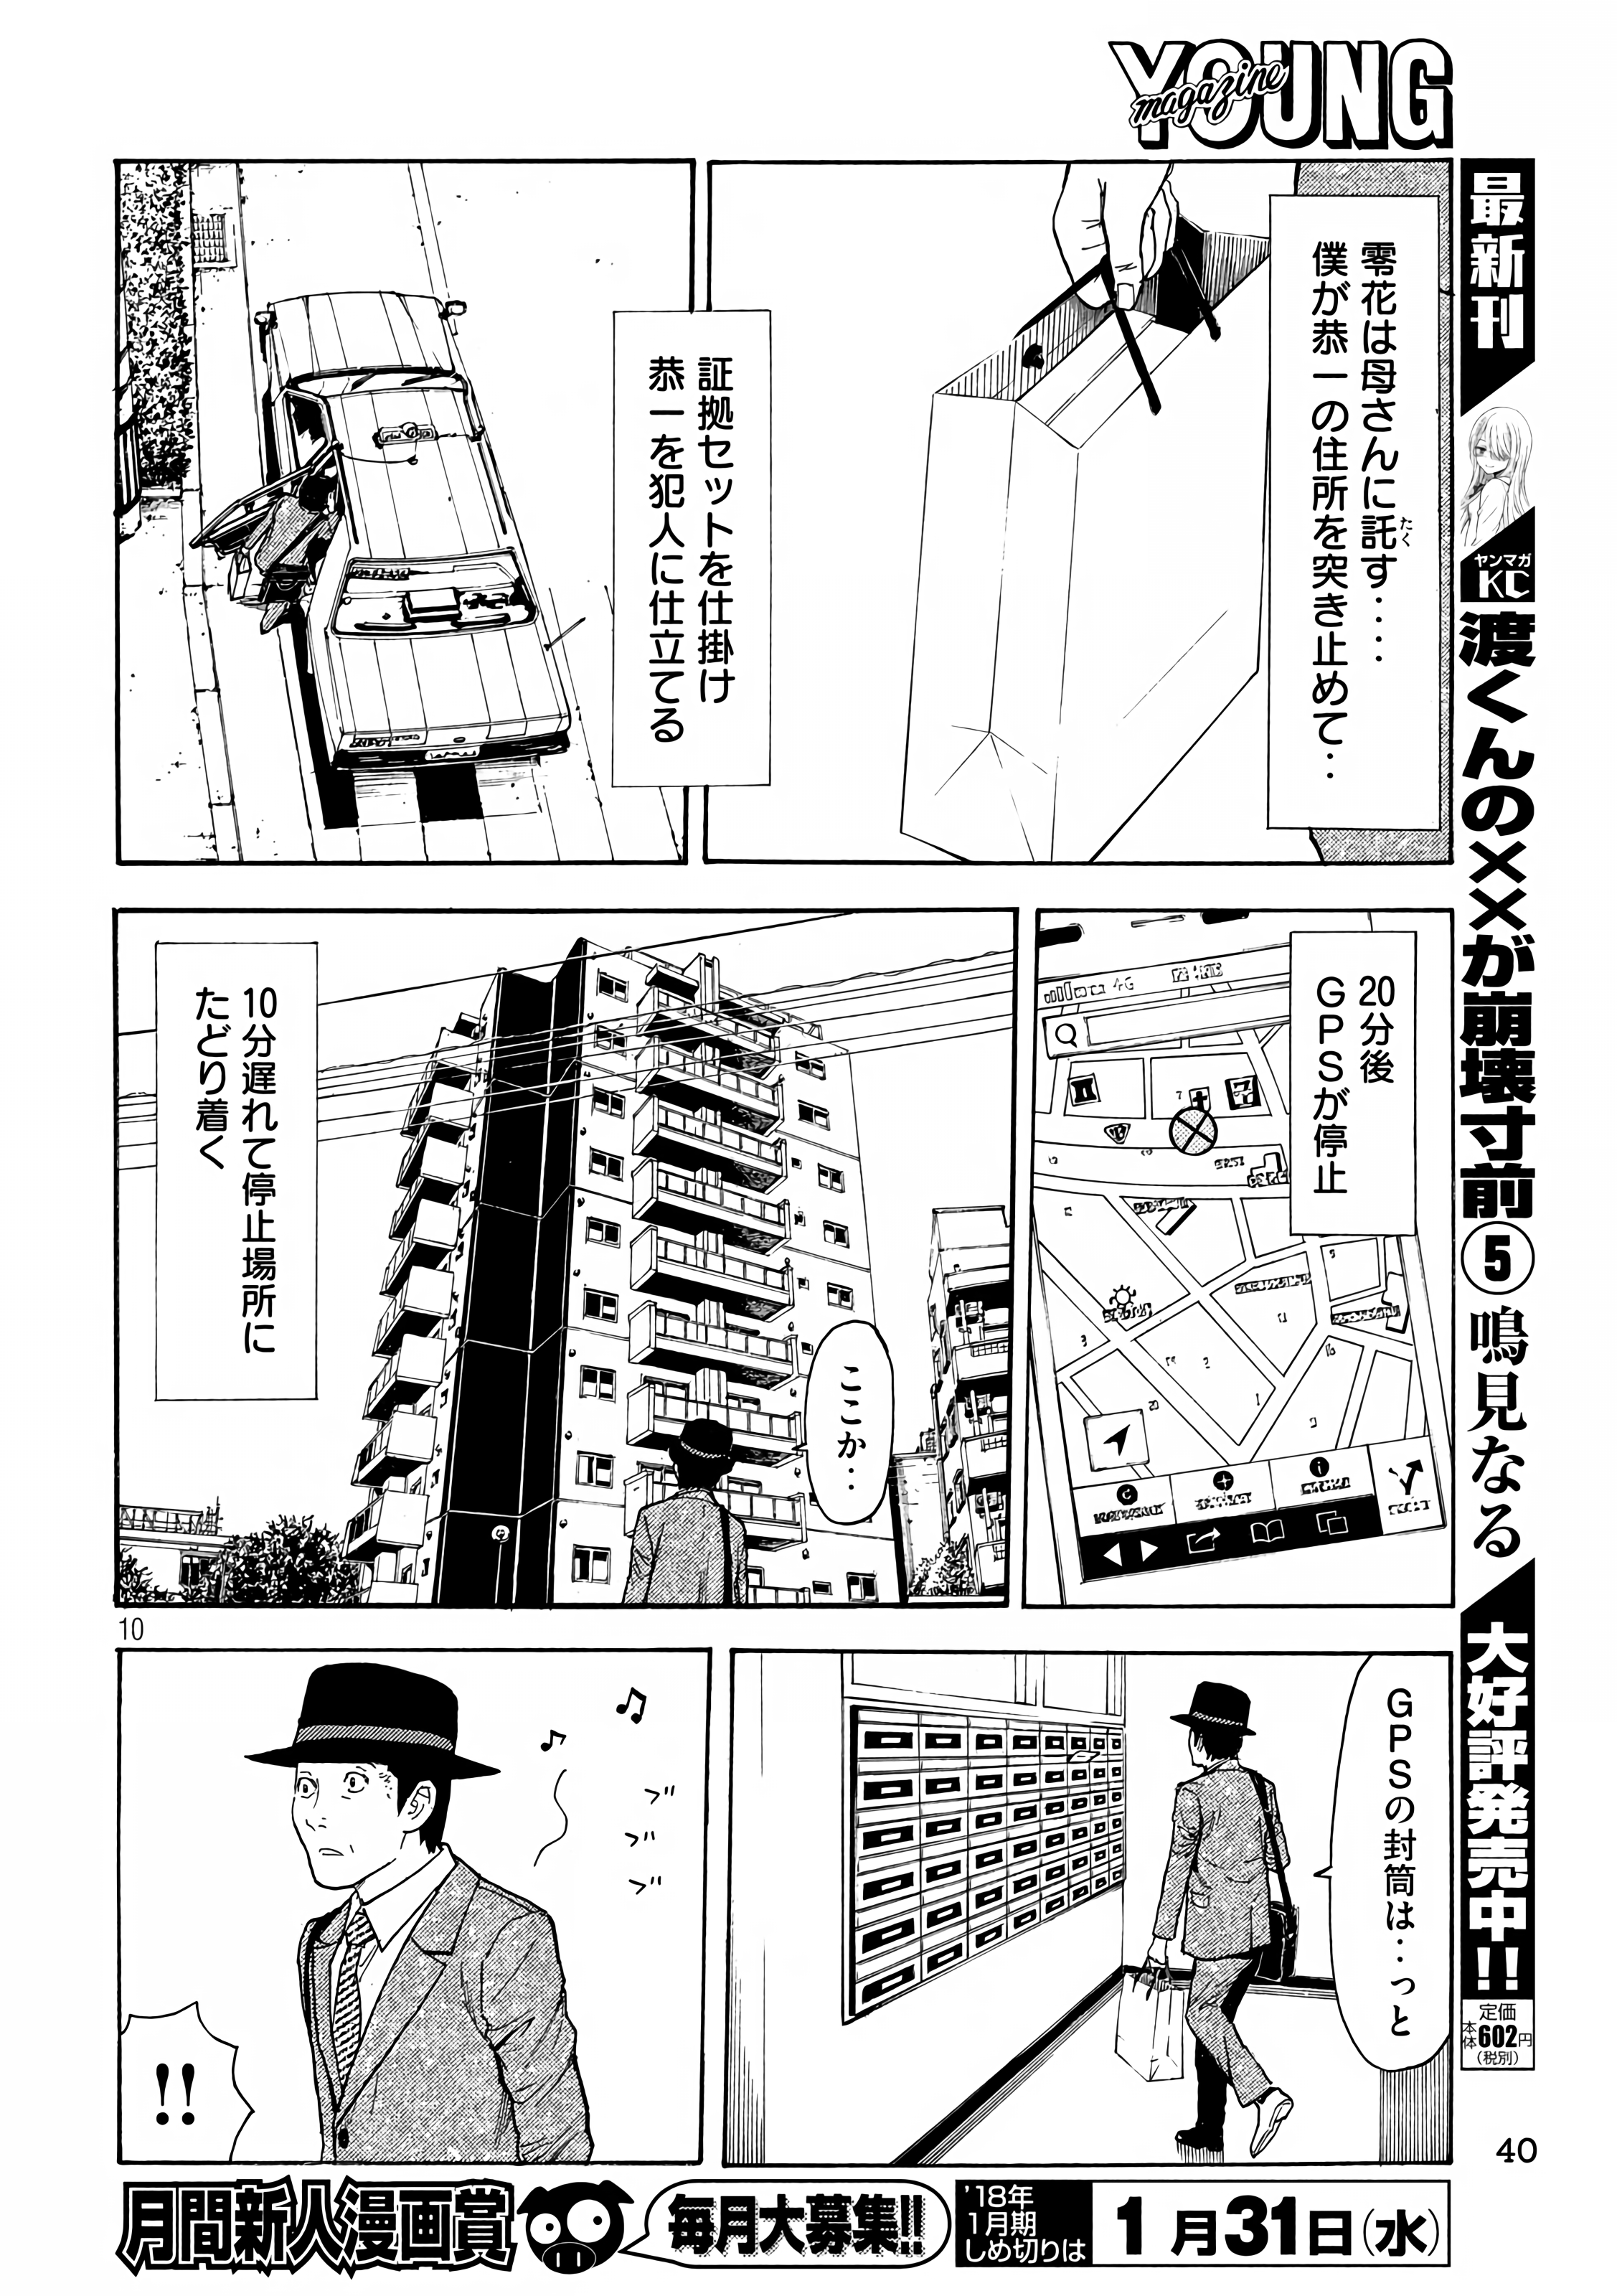 YOUNG
magazine
零花は母さんに託す‥‥
たく
僕が恭一の住所を突き止めて‥
証拠セットを仕掛け
恭一を犯人に仕立てる
20分後
GPSが停止
4G
10分遅れて停止場所に
たどり着く
ここか‥
10
GPSの封筒は‥っと
ブ"
ブ"
ブ"
!!
最新刊
ヤンマガ
KC
渡くんの××が崩壊寸前⑤鳴見なる
大好評発売中!!
定価
本体602円
(税別)
40
月間新人漫画賞
毎月大募集!!
'18年
1月期
しめ切りは
1月31日(水)